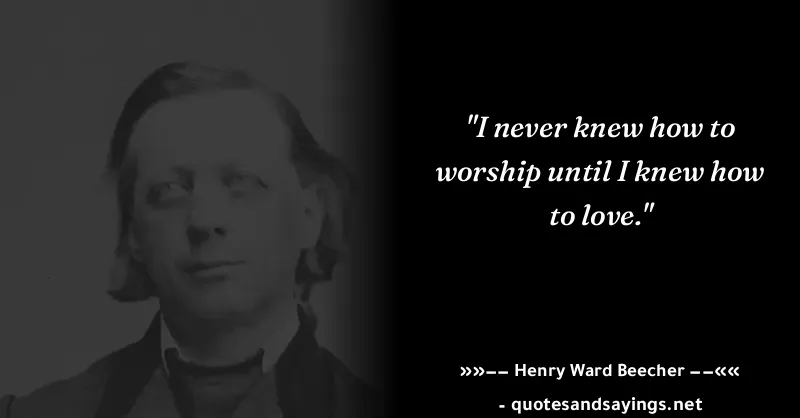 "I never knew how to
worship until I knew how
to love."
»»−− Henry Ward Beecher −−««
- quotesandsayings.net